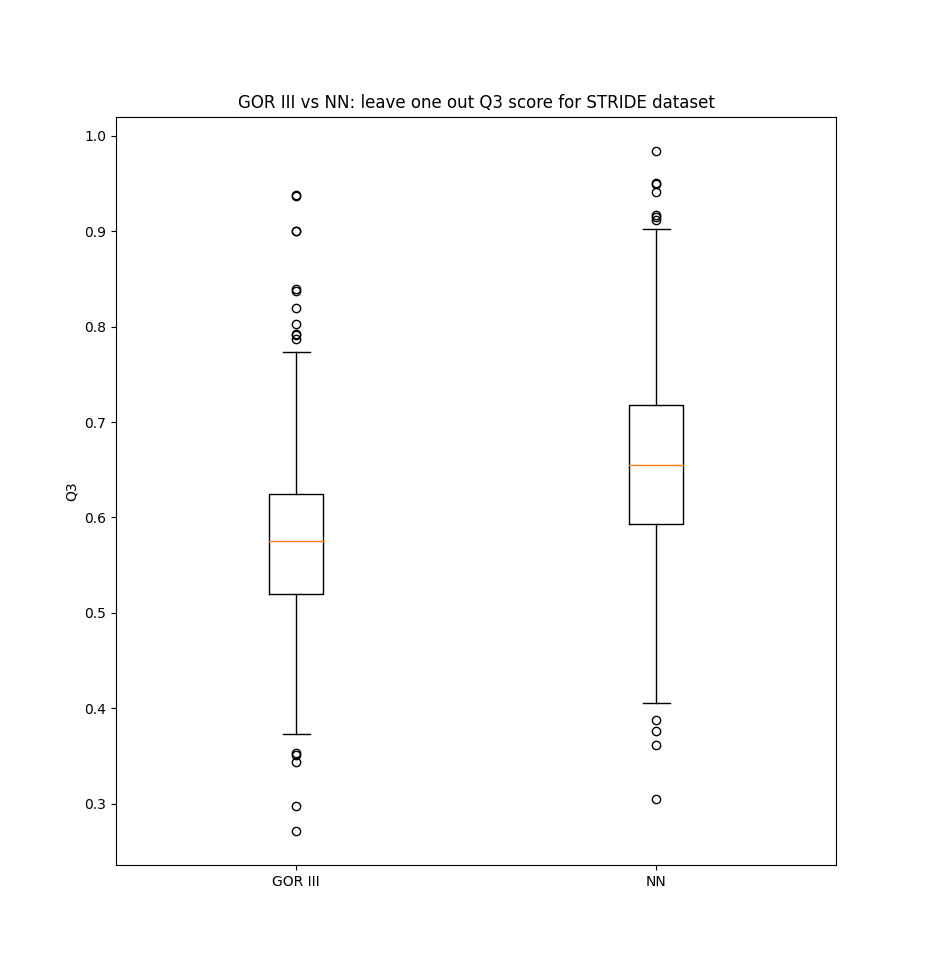 GOR III vs NN: leave one out Q3 score for STRIDE dataset
1.0
0.9
0.8
0.7
0.6
0.5
0.4
0.3
Q3
GOR III
NN